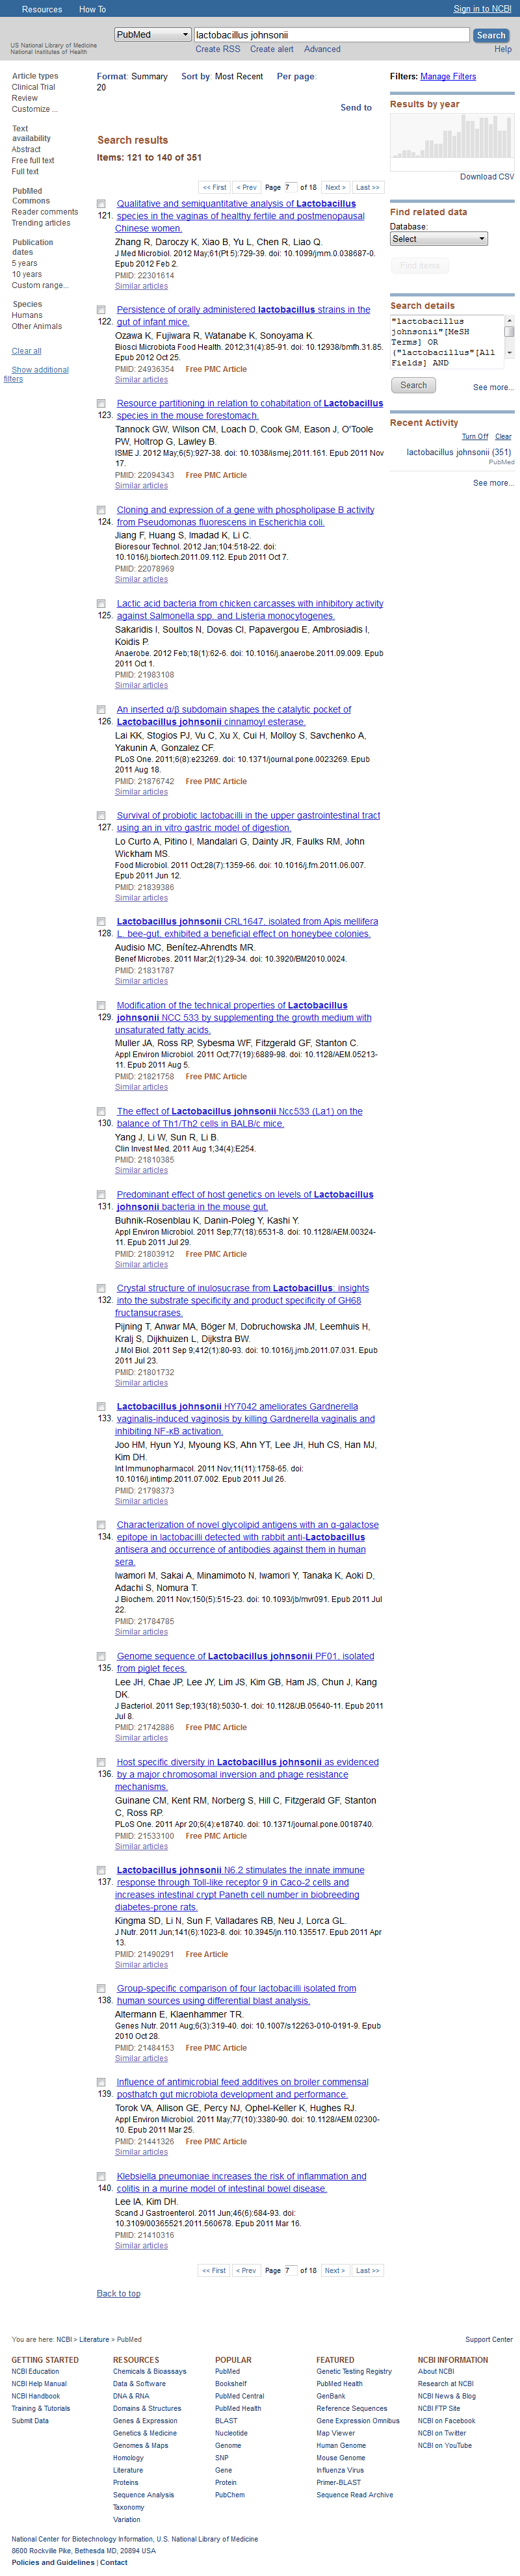 Resources How To Sign in to NCBI
PubMed lactobacillus johnsonii Search
US National Library of Medicine
National Institutes of Health
Create RSS Create alert Advanced Help
Article types
Clinical Trial
Review
Customize ...
Text
availability
Abstract
Free full text
Full text
PubMed
Commons
Reader comments
Trending articles
Publication
dates
5 years
10 years
Custom range...
Species
Humans
Other Animals
Clear all
Show additional
filters
Format: Summary Sort by: Most Recent Per page:
20
Send to
Search results
Items: 121 to 140 of 351
<< First < Prev Page 7 of 18 Next > Last >>
Qualitative and semiquantitative analysis of Lactobacillus
121. species in the vaginas of healthy fertile and postmenopausal
Chinese women.
Zhang R, Daroczy K, Xiao B, Yu L, Chen R, Liao Q.
J Med Microbiol. 2012 May;61(Pt 5):729-39. doi: 10.1099/jmm.0.038687-0.
Epub 2012 Feb 2.
PMID: 22301614
Similar articles
Persistence of orally administered lactobacillus strains in the
122. gut of infant mice.
Ozawa K, Fujiwara R, Watanabe K, Sonoyama K.
Biosci Microbiota Food Health. 2012;31(4):85-91. doi: 10.12938/bmfh.31.85.
Epub 2012 Oct 25.
PMID: 24936354 Free PMC Article
Similar articles
Resource partitioning in relation to cohabitation of Lactobacillus
123. species in the mouse forestomach.
Tannock GW, Wilson CM, Loach D, Cook GM, Eason J, O'Toole
PW, Holtrop G, Lawley B.
ISME J. 2012 May;6(5):927-38. doi: 10.1038/ismej.2011.161. Epub 2011 Nov
17.
PMID: 22094343 Free PMC Article
Similar articles
Cloning and expression of a gene with phospholipase B activity
124. from Pseudomonas fluorescens in Escherichia coli.
Jiang F, Huang S, Imadad K, Li C.
Bioresour Technol. 2012 Jan;104:518-22. doi:
10.1016/j.biortech.2011.09.112. Epub 2011 Oct 7.
PMID: 22078969
Similar articles
Lactic acid bacteria from chicken carcasses with inhibitory activity
125. against Salmonella spp. and Listeria monocytogenes.
Sakaridis I, Soultos N, Dovas CI, Papavergou E, Ambrosiadis I,
Koidis P.
Anaerobe. 2012 Feb;18(1):62-6. doi: 10.1016/j.anaerobe.2011.09.009. Epub
2011 Oct 1.
PMID: 21983108
Similar articles
An inserted α/β subdomain shapes the catalytic pocket of
126. Lactobacillus johnsonii cinnamoyl esterase.
Lai KK, Stogios PJ, Vu C, Xu X, Cui H, Molloy S, Savchenko A,
Yakunin A, Gonzalez CF.
PLoS One. 2011;6(8):e23269. doi: 10.1371/journal.pone.0023269. Epub
2011 Aug 18.
PMID: 21876742 Free PMC Article
Similar articles
Survival of probiotic lactobacilli in the upper gastrointestinal tract
127. using an in vitro gastric model of digestion.
Lo Curto A, Pitino I, Mandalari G, Dainty JR, Faulks RM, John
Wickham MS.
Food Microbiol. 2011 Oct;28(7):1359-66. doi: 10.1016/j.fm.2011.06.007.
Epub 2011 Jun 12.
PMID: 21839386
Similar articles
Lactobacillus johnsonii CRL1647, isolated from Apis mellifera
128. L. bee-gut, exhibited a beneficial effect on honeybee colonies.
Audisio MC, Benítez-Ahrendts MR.
Benef Microbes. 2011 Mar;2(1):29-34. doi: 10.3920/BM2010.0024.
PMID: 21831787
Similar articles
Modification of the technical properties of Lactobacillus
129. johnsonii NCC 533 by supplementing the growth medium with
unsaturated fatty acids.
Muller JA, Ross RP, Sybesma WF, Fitzgerald GF, Stanton C.
Appl Environ Microbiol. 2011 Oct;77(19):6889-98. doi: 10.1128/AEM.05213-
11. Epub 2011 Aug 5.
PMID: 21821758 Free PMC Article
Similar articles
The effect of Lactobacillus johnsonii Ncc533 (La1) on the
130. balance of Th1/Th2 cells in BALB/c mice.
Yang J, Li W, Sun R, Li B.
Clin Invest Med. 2011 Aug 1;34(4):E254.
PMID: 21810385
Similar articles
Predominant effect of host genetics on levels of Lactobacillus
131. johnsonii bacteria in the mouse gut.
Buhnik-Rosenblau K, Danin-Poleg Y, Kashi Y.
Appl Environ Microbiol. 2011 Sep;77(18):6531-8. doi: 10.1128/AEM.00324-
11. Epub 2011 Jul 29.
PMID: 21803912 Free PMC Article
Similar articles
Crystal structure of inulosucrase from Lactobacillus: insights
132. into the substrate specificity and product specificity of GH68
fructansucrases.
Pijning T, Anwar MA, Böger M, Dobruchowska JM, Leemhuis H,
Kralj S, Dijkhuizen L, Dijkstra BW.
J Mol Biol. 2011 Sep 9;412(1):80-93. doi: 10.1016/j.jmb.2011.07.031. Epub
2011 Jul 23.
PMID: 21801732
Similar articles
Lactobacillus johnsonii HY7042 ameliorates Gardnerella
133. vaginalis-induced vaginosis by killing Gardnerella vaginalis and
inhibiting NF-κB activation.
Joo HM, Hyun YJ, Myoung KS, Ahn YT, Lee JH, Huh CS, Han MJ,
Kim DH.
Int Immunopharmacol. 2011 Nov;11(11):1758-65. doi:
10.1016/j.intimp.2011.07.002. Epub 2011 Jul 26.
PMID: 21798373
Similar articles
Characterization of novel glycolipid antigens with an α-galactose
134. epitope in lactobacilli detected with rabbit anti-Lactobacillus
antisera and occurrence of antibodies against them in human
sera.
Iwamori M, Sakai A, Minamimoto N, Iwamori Y, Tanaka K, Aoki D,
Adachi S, Nomura T.
J Biochem. 2011 Nov;150(5):515-23. doi: 10.1093/jb/mvr091. Epub 2011 Jul
22.
PMID: 21784785
Similar articles
Genome sequence of Lactobacillus johnsonii PF01, isolated
135. from piglet feces.
Lee JH, Chae JP, Lee JY, Lim JS, Kim GB, Ham JS, Chun J, Kang
DK.
J Bacteriol. 2011 Sep;193(18):5030-1. doi: 10.1128/JB.05640-11. Epub 2011
Jul 8.
PMID: 21742886 Free PMC Article
Similar articles
Host specific diversity in Lactobacillus johnsonii as evidenced
136. by a major chromosomal inversion and phage resistance
mechanisms.
Guinane CM, Kent RM, Norberg S, Hill C, Fitzgerald GF, Stanton
C, Ross RP.
PLoS One. 2011 Apr 20;6(4):e18740. doi: 10.1371/journal.pone.0018740.
PMID: 21533100 Free PMC Article
Similar articles
Lactobacillus johnsonii N6.2 stimulates the innate immune
137. response through Toll-like receptor 9 in Caco-2 cells and
increases intestinal crypt Paneth cell number in biobreeding
diabetes-prone rats.
Kingma SD, Li N, Sun F, Valladares RB, Neu J, Lorca GL.
J Nutr. 2011 Jun;141(6):1023-8. doi: 10.3945/jn.110.135517. Epub 2011 Apr
13.
PMID: 21490291 Free Article
Similar articles
Group-specific comparison of four lactobacilli isolated from
138. human sources using differential blast analysis.
Altermann E, Klaenhammer TR.
Genes Nutr. 2011 Aug;6(3):319-40. doi: 10.1007/s12263-010-0191-9. Epub
2010 Oct 28.
PMID: 21484153 Free PMC Article
Similar articles
Influence of antimicrobial feed additives on broiler commensal
139. posthatch gut microbiota development and performance.
Torok VA, Allison GE, Percy NJ, Ophel-Keller K, Hughes RJ.
Appl Environ Microbiol. 2011 May;77(10):3380-90. doi: 10.1128/AEM.02300-
10. Epub 2011 Mar 25.
PMID: 21441326 Free PMC Article
Similar articles
Klebsiella pneumoniae increases the risk of inflammation and
140. colitis in a murine model of intestinal bowel disease.
Lee IA, Kim DH.
Scand J Gastroenterol. 2011 Jun;46(6):684-93. doi:
10.3109/00365521.2011.560678. Epub 2011 Mar 16.
PMID: 21410316
Similar articles
<< First < Prev Page 7 of 18 Next > Last >>
Back to top
Filters: Manage Filters
Results by year
Download CSV
Find related data
Database:
Select
Find items
Search details
"lactobacillus
johnsonii"[MeSH
Terms] OR
("lactobacillus"[All
Fields] AND
Search See more...
Recent Activity
Turn Off Clear
lactobacillus johnsonii (351)
PubMed
See more...
You are here: NCBI > Literature > PubMed Support Center
GETTING STARTED
NCBI Education
NCBI Help Manual
NCBI Handbook
Training & Tutorials
Submit Data
RESOURCES
Chemicals & Bioassays
Data & Software
DNA & RNA
Domains & Structures
Genes & Expression
Genetics & Medicine
Genomes & Maps
Homology
Literature
Proteins
Sequence Analysis
Taxonomy
Variation
POPULAR
PubMed
Bookshelf
PubMed Central
PubMed Health
BLAST
Nucleotide
Genome
SNP
Gene
Protein
PubChem
FEATURED
Genetic Testing Registry
PubMed Health
GenBank
Reference Sequences
Gene Expression Omnibus
Map Viewer
Human Genome
Mouse Genome
Influenza Virus
Primer-BLAST
Sequence Read Archive
NCBI INFORMATION
About NCBI
Research at NCBI
NCBI News & Blog
NCBI FTP Site
NCBI on Facebook
NCBI on Twitter
NCBI on YouTube
National Center for Biotechnology Information, U.S. National Library of Medicine
8600 Rockville Pike, Bethesda MD, 20894 USA
Policies and Guidelines | Contact